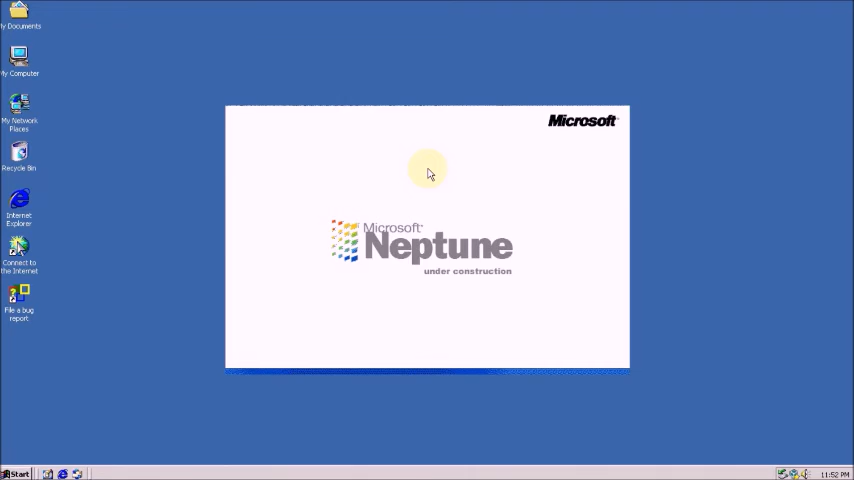 My Documents
My Computer
My Network
Places
Recycle Bin
Internet
Explorer
Connect to
the Internet
File a bug
report
Microsoft
Microsoft
Neptune
under construction
Start
11:52 PM